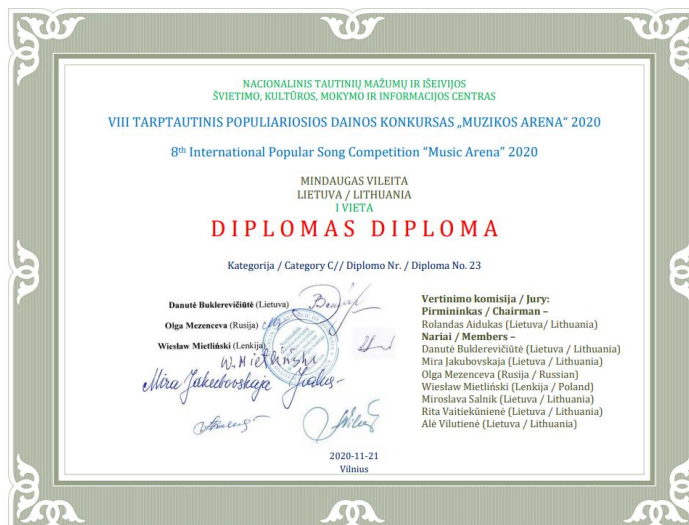 NACIONALINIS TAUTINIŲ MAŽUMŲ IR IŠEIVIJOS
ŠVIETIMO, KULTŪROS, MOKYMO IR INFORMACIJOS CENTRAS
VIII TARPTAUTINIS POPULIARIOSIOS DAINOS KONKURSAS „MUZIKOS ARENA“ 2020
8th International Popular Song Competition “Music Arena” 2020
MINDAUGAS VILEITA
LIETUVA / LITHUANIA
I VIETA
DIPLOMAS DIPLOMA
Kategorija / Category C// Diplomo Nr. / Diploma No. 23
Danutė Buklerevičiūtė (Lietuva)
Olga Mezenceva (Rusija)
Wiesław Mietliński (Lenkija)
W. Mietliński
Mira Jakubovskaja
Vertinimo komisija / Jury:
Pirmininkas / Chairman –
Rolandas Aidukas (Lietuva/ Lithuania)
Nariai / Members –
Danutė Buklerevičiūtė (Lietuva / Lithuania)
Mira Jakubovskaja (Lietuva / Lithuania)
Olga Mezenceva (Rusija / Russian)
Wiesław Mietliński (Lenkija / Poland)
Miroslava Salnik (Lietuva / Lithuania)
Rita Vaitiekūnienė (Lietuva / Lithuania)
Alė Vilutienė (Lietuva / Lithuania)
2020-11-21
Vilnius